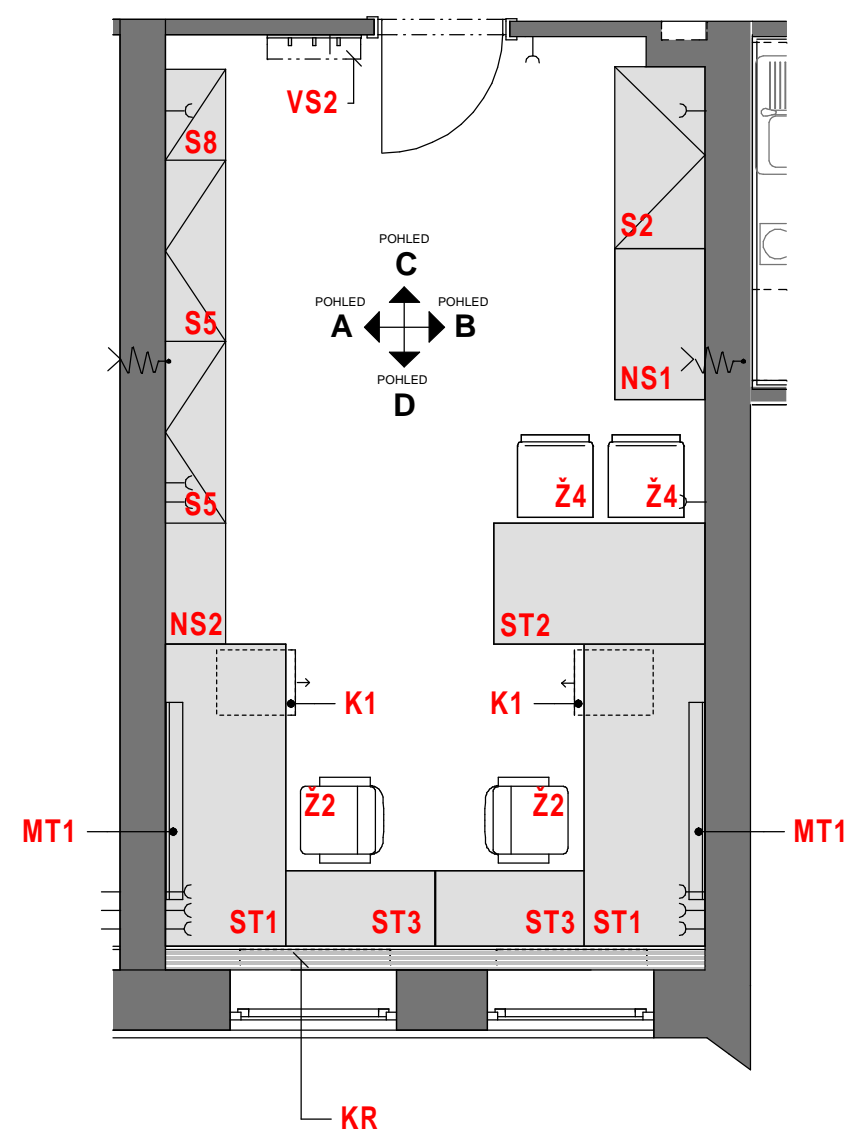 VS2
S8
S2
POHLED
C
POHLED
A
POHLED
B
S5
POHLED
D
NS1
S5
Ž4
Ž4
NS2
ST2
K1
K1
Ž2
Ž2
MT1
MT1
ST1
ST3
ST3
ST1
KR